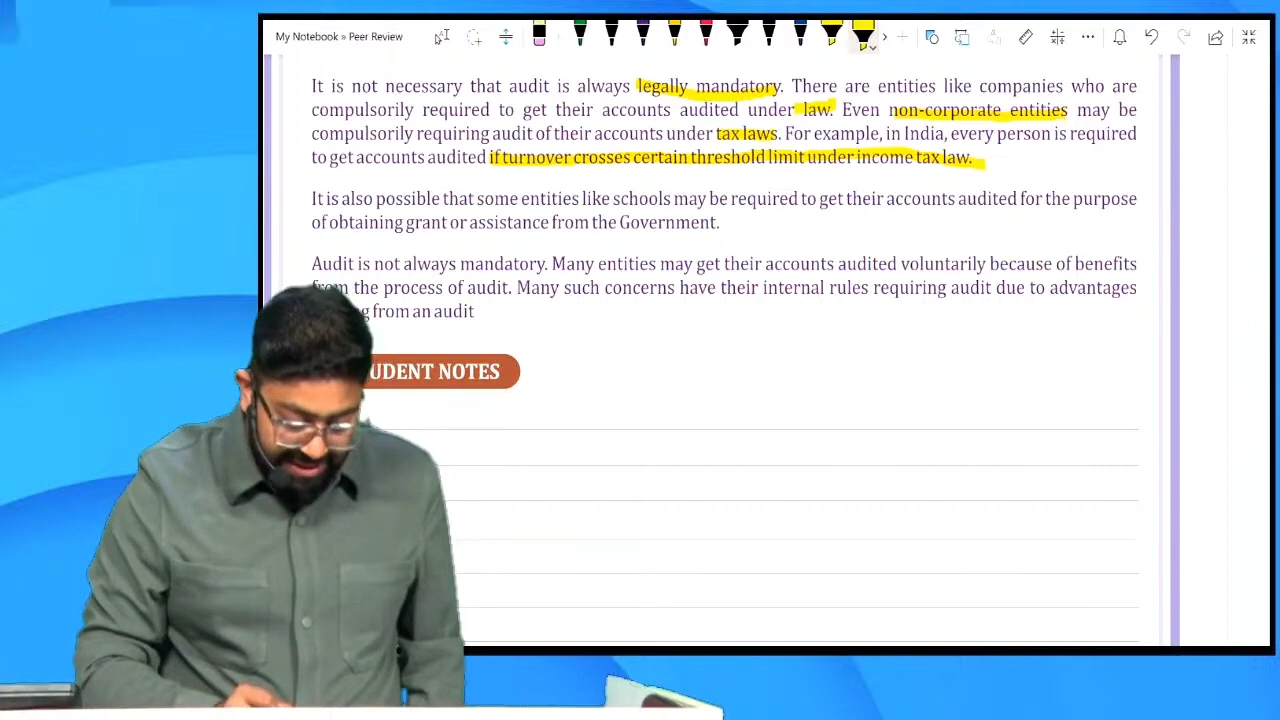 My Notebook » Peer Review
It is not necessary that audit is always legally mandatory. There are entities like companies who are
compulsorily required to get their accounts audited under law. Even non-corporate entities may be
compulsorily requiring audit of their accounts under tax laws. For example, in India, every person is required
to get accounts audited if turnover crosses certain threshold limit under income tax law.
It is also possible that some entities like schools may be required to get their accounts audited for the purpose
of obtaining grant or assistance from the Government.
Audit is not always mandatory. Many entities may get their accounts audited voluntarily because of benefits
the process of audit. Many such concerns have their internal rules requiring audit due to advantages
from an audit
UDENT NOTES